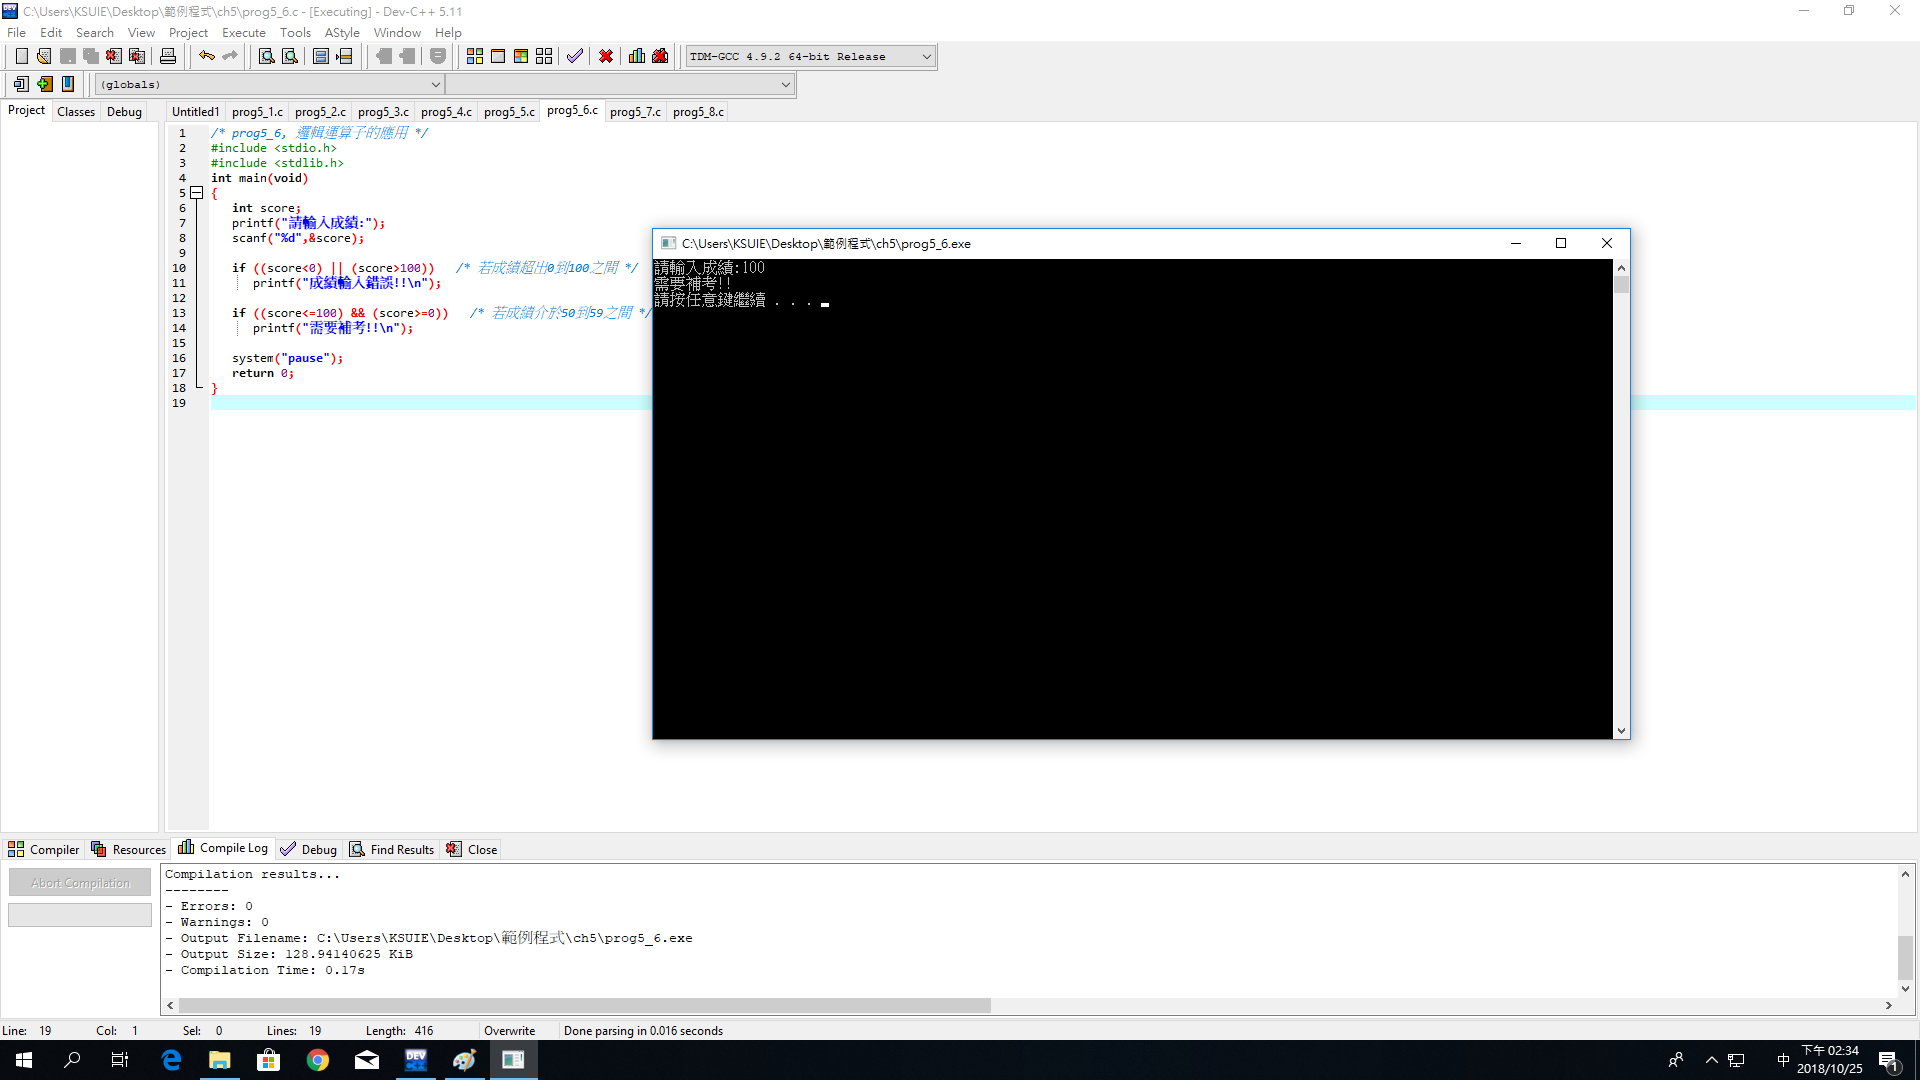 C:\Users\KSUIE\Desktop\範例程式\ch5\prog5_6.c - [Executing] - Dev-C++ 5.11
File Edit Search View Project Execute Tools AStyle Window Help
TDM-GCC 4.9.2 64-bit Release
(globals)
Project Classes Debug Untitled1 prog5_1.c prog5_2.c prog5_3.c prog5_4.c prog5_5.c prog5_6.c prog5_7.c prog5_8.c
1 /* prog5_6, 邏輯運算子的應用 */
2 #include <stdio.h>
3 #include <stdlib.h>
4 int main(void)
5 {
6 int score;
7 printf("請輸入成績:");
8 scanf("%d",&score);
9
10 if ((score<0) || (score>100)) /* 若成績超出0到100之間 */
11 printf("成績輸入錯誤!!\n");
12
13 if ((score<=100) && (score>=0)) /* 若成績介於50到59之間 */
14 printf("需要補考!!\n");
15
16 system("pause");
17 return 0;
18 }
19
C:\Users\KSUIE\Desktop\範例程式\ch5\prog5_6.exe
請輸入成績:100
需要補考!!
請按任意鍵繼續 . . .
Compiler Resources Compile Log Debug Find Results Close
Abort Compilation
Compilation results...
--------
- Errors: 0
- Warnings: 0
- Output Filename: C:\Users\KSUIE\Desktop\範例程式\ch5\prog5_6.exe
- Output Size: 128.94140625 KiB
- Compilation Time: 0.17s
Line: 19 Col: 1 Sel: 0 Lines: 19 Length: 416 Overwrite Done parsing in 0.016 seconds
DEV
中
下午 02:34
2018/10/25
1